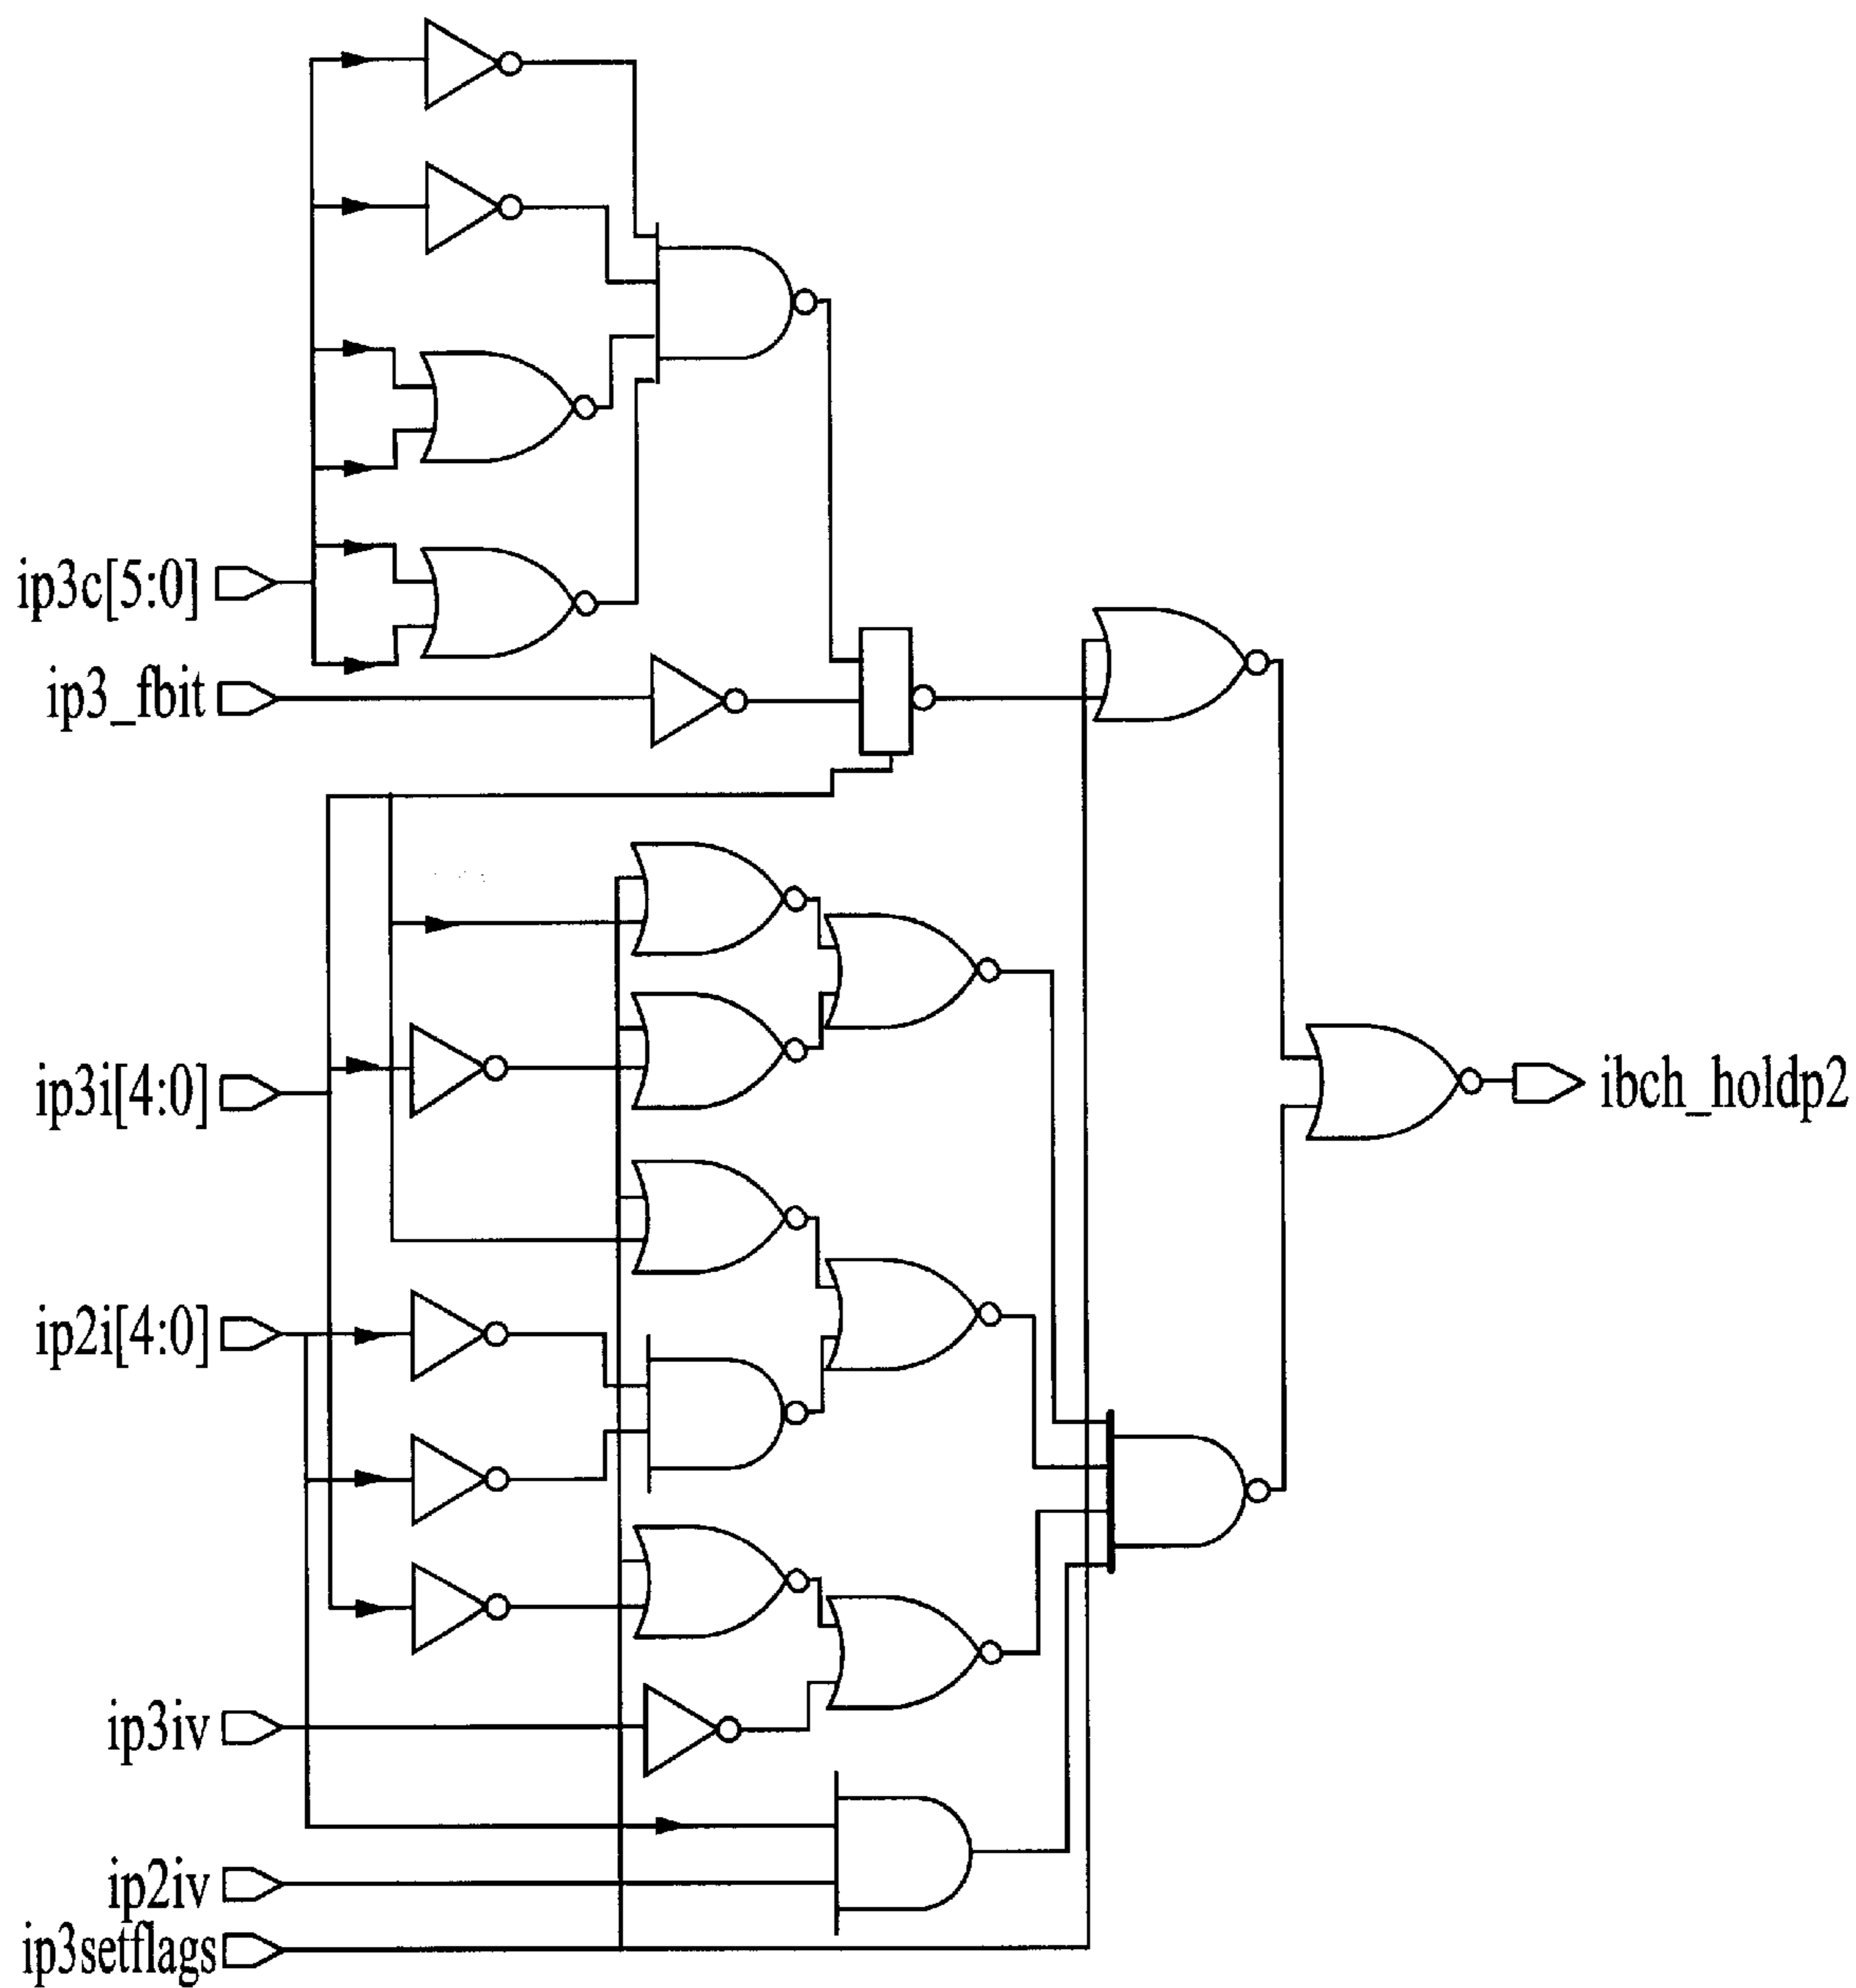 ip3c[5:0]
ip3_fbit
ip3i[4:0]
ibch_holdp2
ip2i[4:0]
ip3iv
ip2iv
ip3setflags